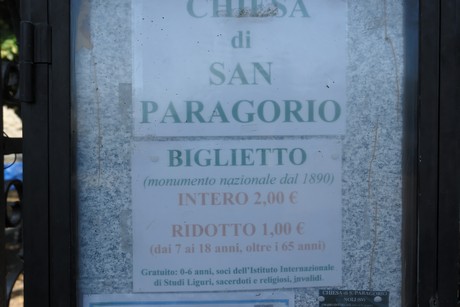 CHIESA
di
SAN
PARAGORIO
BIGLIETTO
(monumento nazionale dal 1890)
INTERO 2,00 €
RIDOTTO 1,00 €
(dai 7 ai 18 anni, oltre i 65 anni)
Gratuito: 0-6 anni, soci dell'Istituto Internazionale
di Studi Liguri, sacerdoti e religiosi, invalidi
CHIESA di S. PARAGORIO